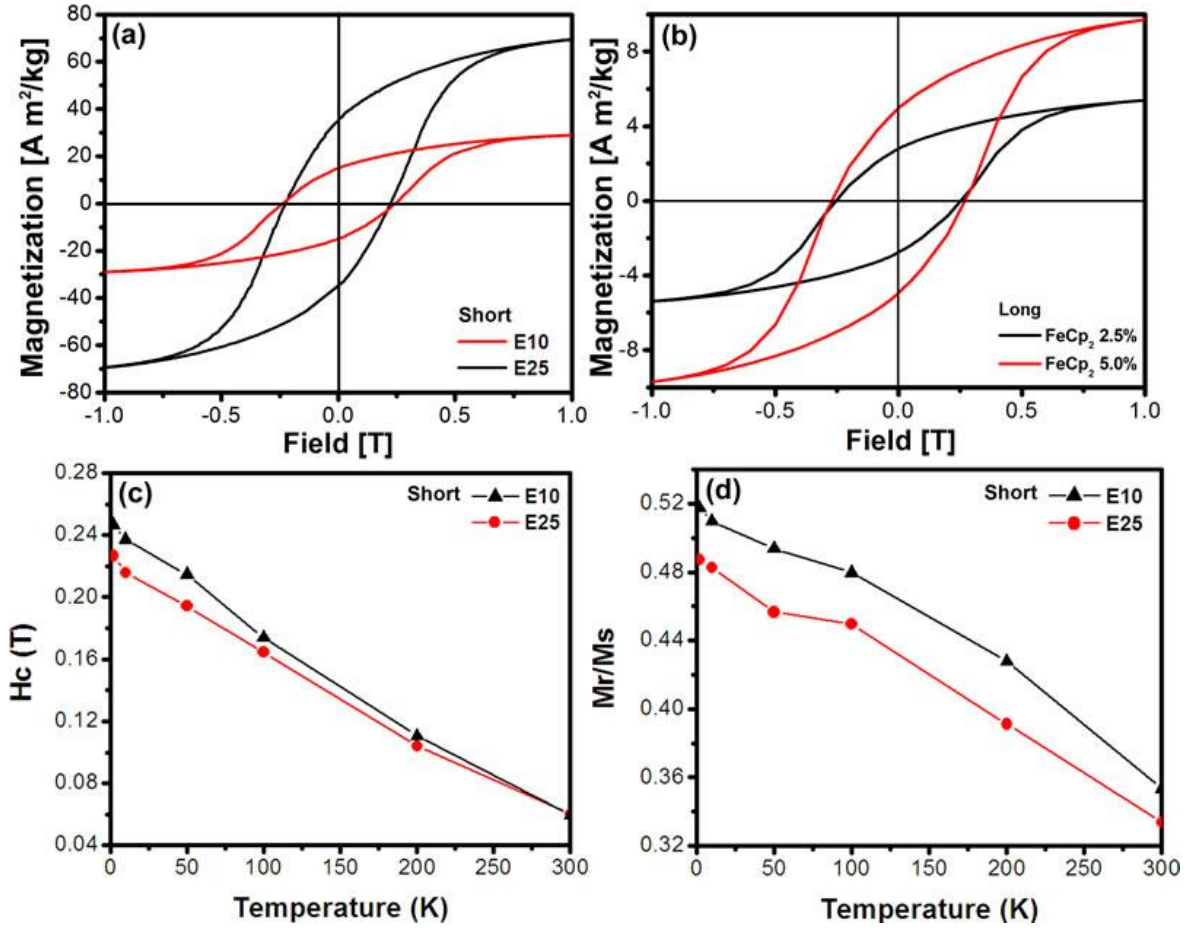 (a)
Magnetization [A m²/kg]
80
60
40
20
0
-20
-40
-60
-80
Short
E10
E25
-1.0 -0.5 0.0 0.5 1.0
Field [T]
(b)
Magnetization [A m²/kg]
8
4
0
-4
-8
Long
FeCp₂ 2.5%
FeCp₂ 5.0%
-1.0 -0.5 0.0 0.5 1.0
Field [T]
(c)
Hc (T)
0.28
0.24
0.20
0.16
0.12
0.08
0.04
Short E10
E25
0 50 100 150 200 250 300
Temperature (K)
(d)
Mr/Ms
0.52
0.48
0.44
0.40
0.36
0.32
Short E10
E25
0 50 100 150 200 250 300
Temperature (K)